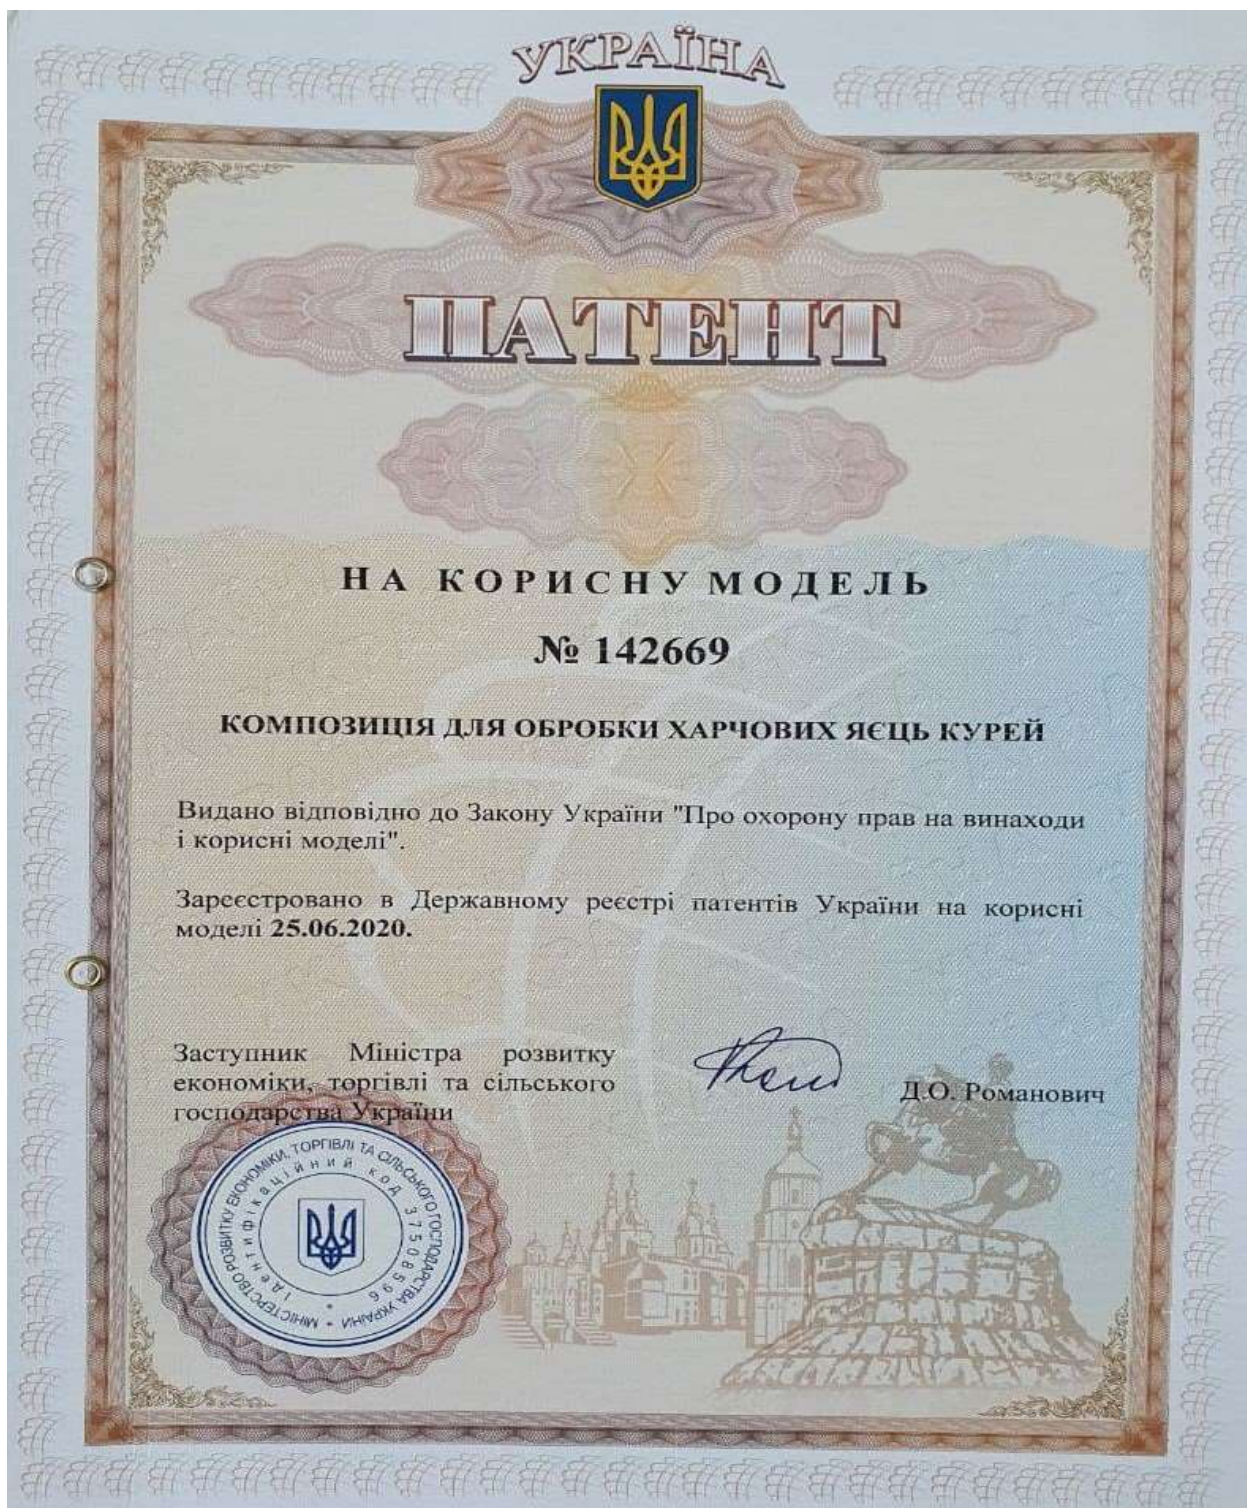 УКРАЇНА
ПАТЕНТ
НА КОРИСНУ МОДЕЛЬ
№ 142669
КОМПОЗИЦІЯ ДЛЯ ОБРОБКИ ХАРЧОВИХ ЯЄЦЬ КУРЕЙ
Видано відповідно до Закону України "Про охорону прав на винаходи
і корисні моделі".
Зареєстровано в Державному реєстрі патентів України на корисні
моделі 25.06.2020.
Заступник Міністра розвитку
економіки, торгівлі та сільського
господарства України
Д.О. Романович
МІНІСТЕРСТВО РОЗВИТКУ ЕКОНОМІКИ, ТОРГІВЛІ ТА СІЛЬСЬКОГО ГОСПОДАРСТВА УКРАЇНИ *
Ідентифікаційний код 37508596 *